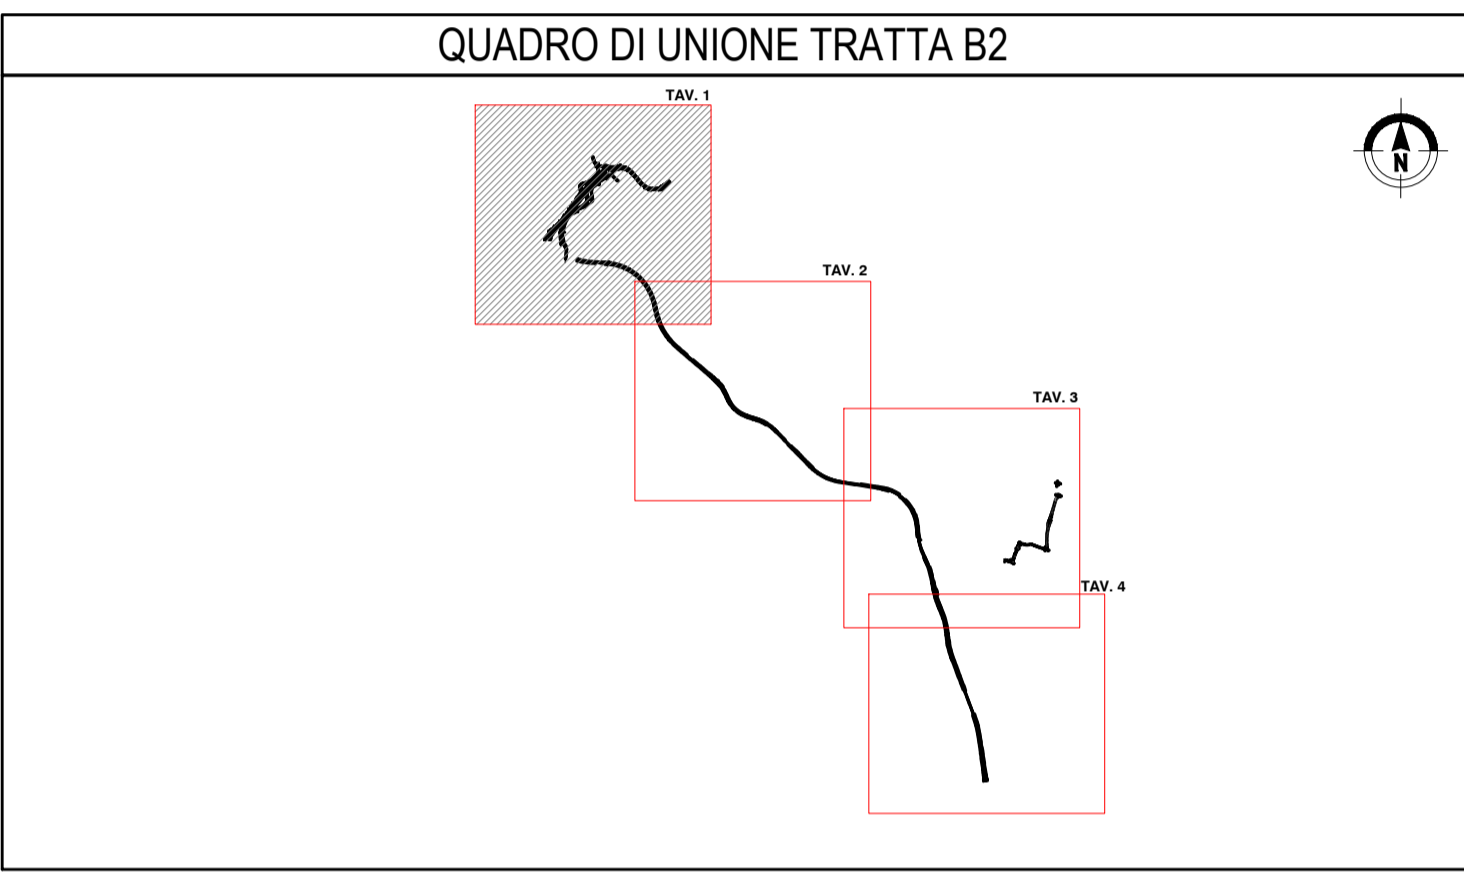 QUADRO DI UNIONE TRATTA B2
TAV. 1
N
TAV. 2
TAV. 3
TAV. 4